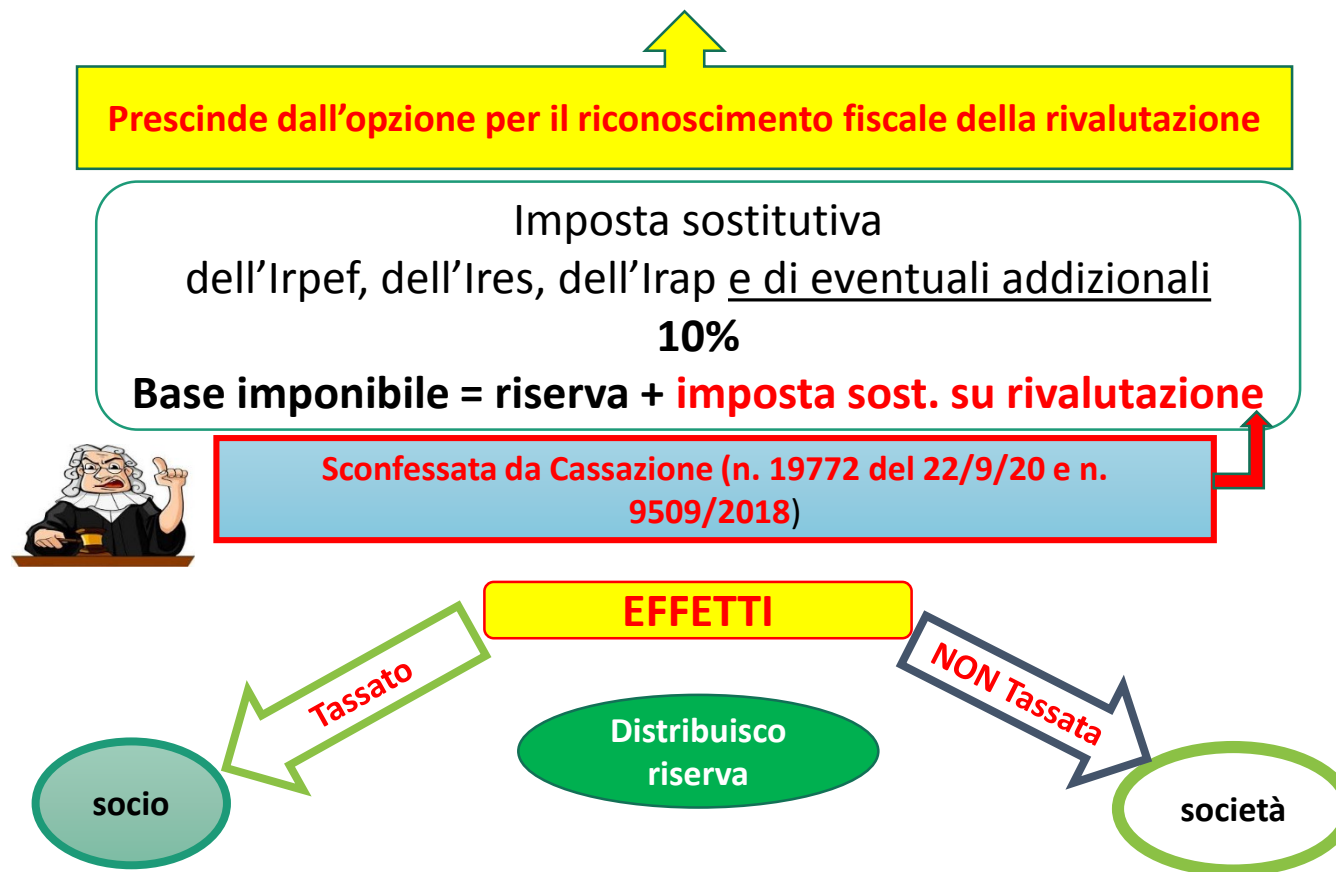 Prescinde dall’opzione per il riconoscimento fiscale della rivalutazione
Imposta sostitutiva
dell’Irpef, dell’Ires, dell’Irap e di eventuali addizionali
10%
Base imponibile = riserva + imposta sost. su rivalutazione
Sconfessata da Cassazione (n. 19772 del 22/9/20 e n.
9509/2018)
EFFETTI
Tassato
NON Tassata
Distribuisco
riserva
socio
società